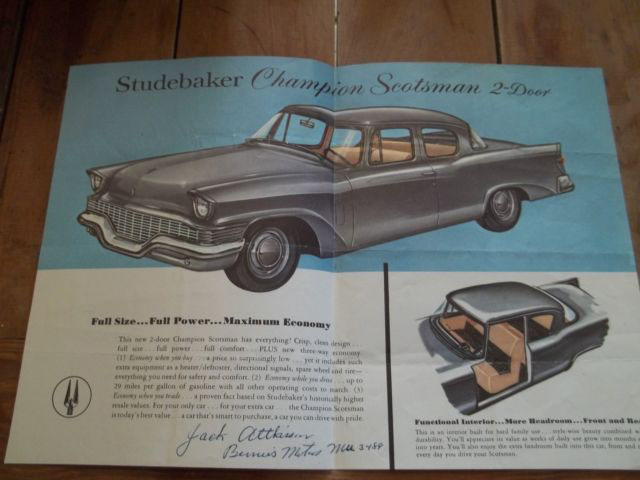 Studebaker Champion Scotsman 2-Door
Full Size...Full Power...Maximum Economy
This new 2-door Champion Scotsman has everything! Crisp, clean design . . .
full size . . . full power . . . full comfort . . . PLUS new three-way economy.
(1) Economy when you buy . . . a price so surprisingly low . . . yet it includes such
extra equipment as a heater/defroster, directional signals, spare wheel and tire—
everything you need for safety and comfort. (2) Economy while you drive . . . up to
29 miles per gallon of gasoline with all other operating costs to match. (3)
Economy when you trade . . . a proven fact based on Studebaker's historically higher
resale values. For your only car . . . for your extra car . . . the Champion Scotsman
is today's best value . . . a car that's smart to purchase, a car you can drive with pride.
Jack
Motors
Functional Interior...More Headroom...Front and
This is an interior built for hard family use . . . style-wise beauty combined
durability. You'll appreciate its value as weeks of daily use grow into months
into years. You'll also enjoy the extra headroom built into this car, front and
every day you drive your Scotsman.